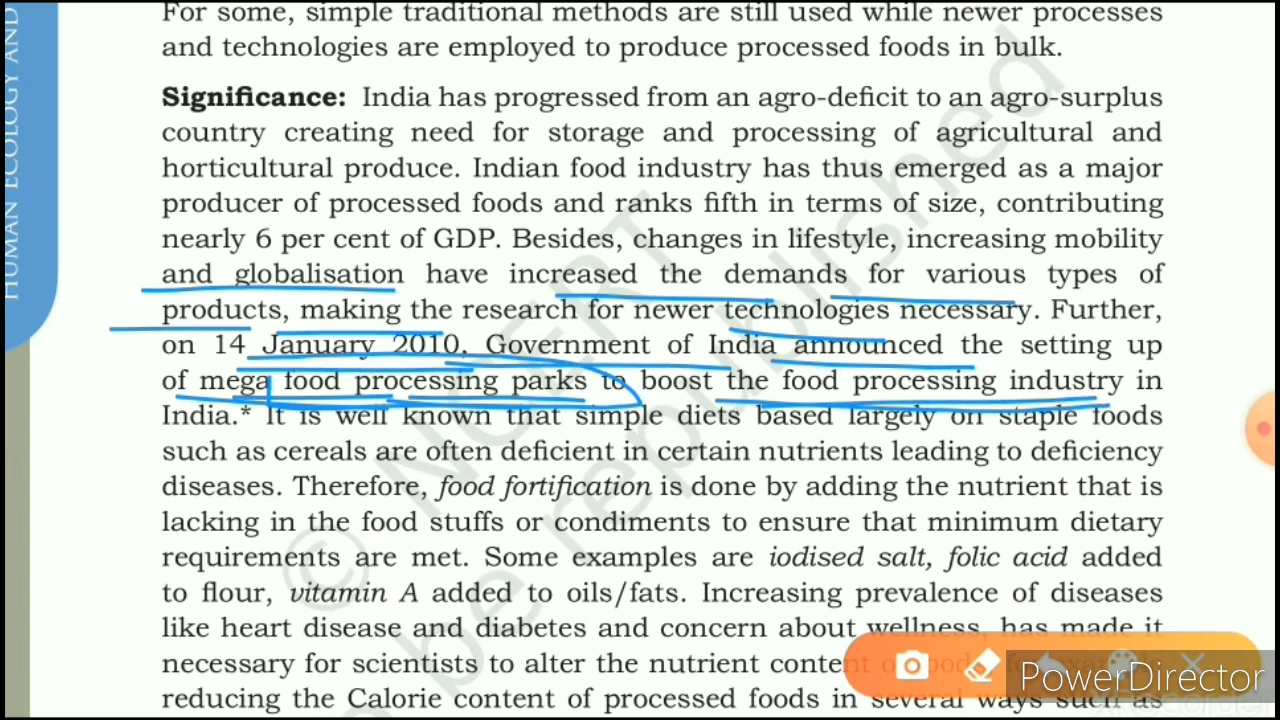 For some, simple traditional methods are still used while newer processes
and technologies are employed to produce processed foods in bulk.
Significance: India has progressed from an agro-deficit to an agro-surplus
country creating need for storage and processing of agricultural and
horticultural produce. Indian food industry has thus emerged as a major
producer of processed foods and ranks fifth in terms of size, contributing
nearly 6 per cent of GDP. Besides, changes in lifestyle, increasing mobility
and globalisation have increased the demands for various types of
products, making the research for newer technologies necessary. Further,
on 14 January 2010, Government of India announced the setting up
of mega food processing parks to boost the food processing industry in
India.* It is well known that simple diets based largely on staple foods
such as cereals are often deficient in certain nutrients leading to deficiency
diseases. Therefore, food fortification is done by adding the nutrient that is
lacking in the food stuffs or condiments to ensure that minimum dietary
requirements are met. Some examples are iodised salt, folic acid added
to flour, vitamin A added to oils/fats. Increasing prevalence of diseases
like heart disease and diabetes and concern about wellness, has made it
necessary for scientists to alter the nutrient content
reducing the Calorie content of processed foods in several ways such as
HUMAN ECOLOGY AND
© NCERT
be republished
PowerDirector